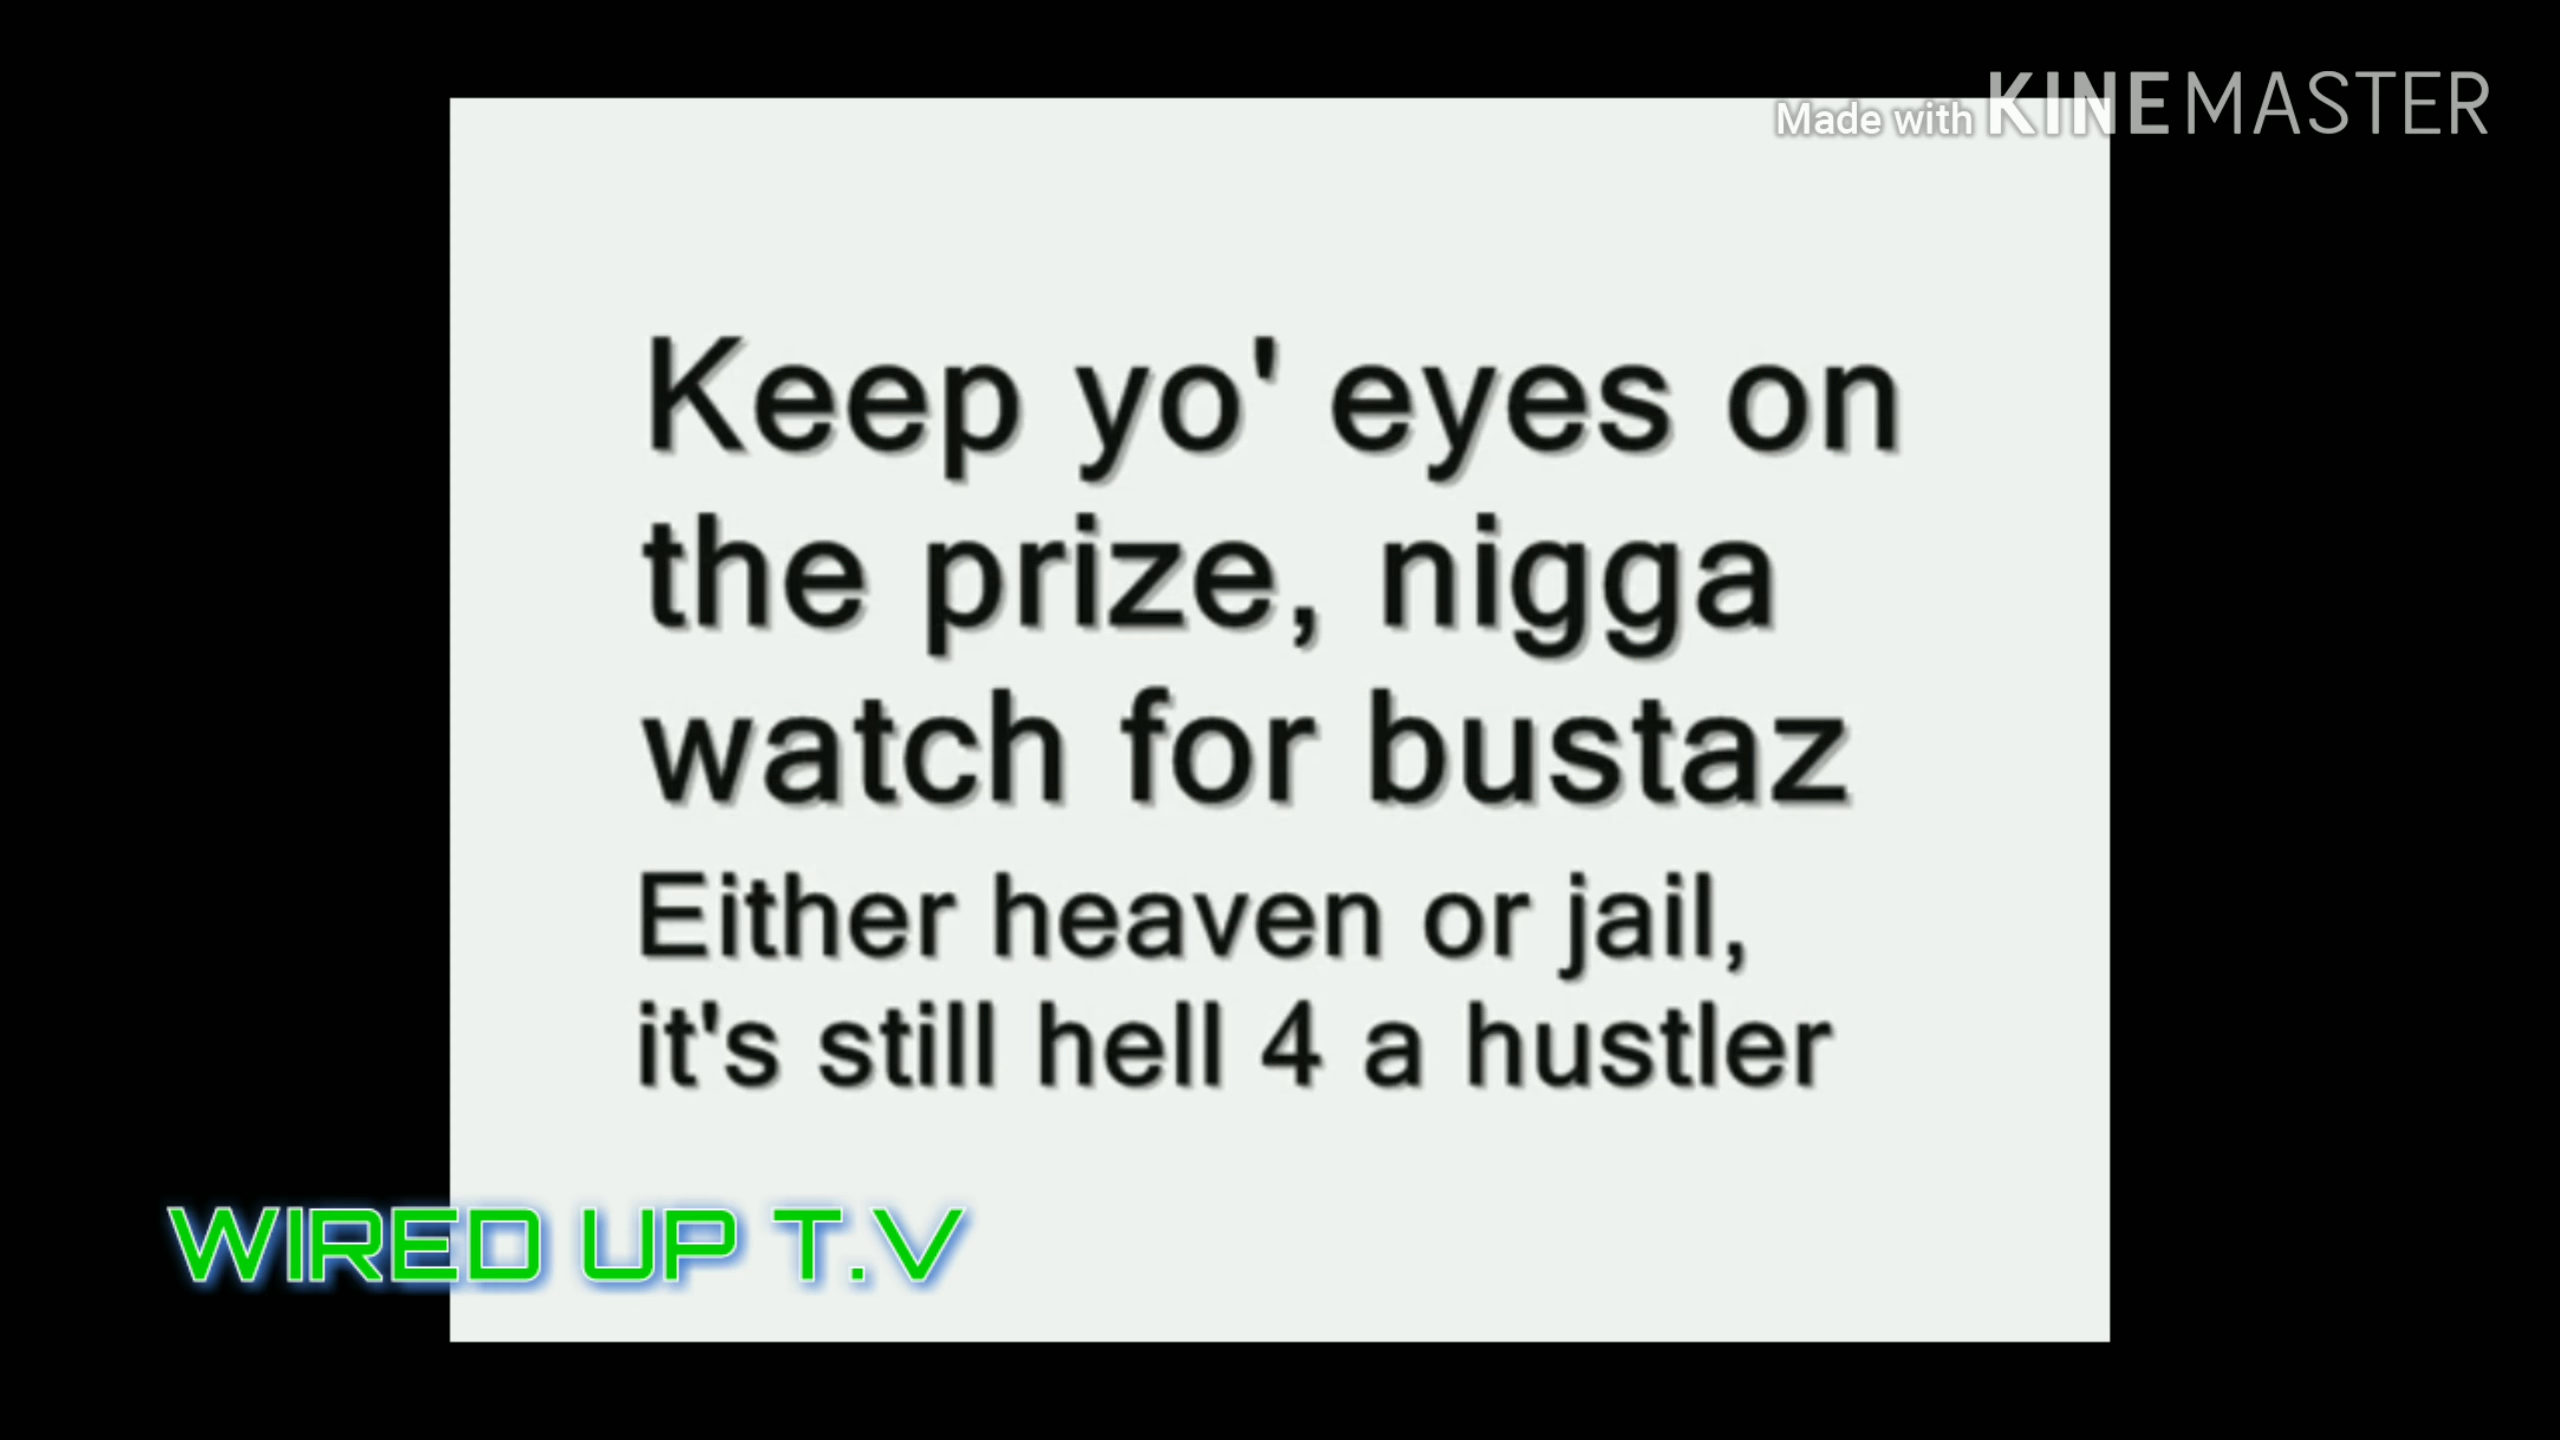 Made with KINEMASTER
Keep yo' eyes on
the prize, nigga
watch for bustaz
Either heaven or jail,
it's still hell 4 a hustler
WIRED UP T.V